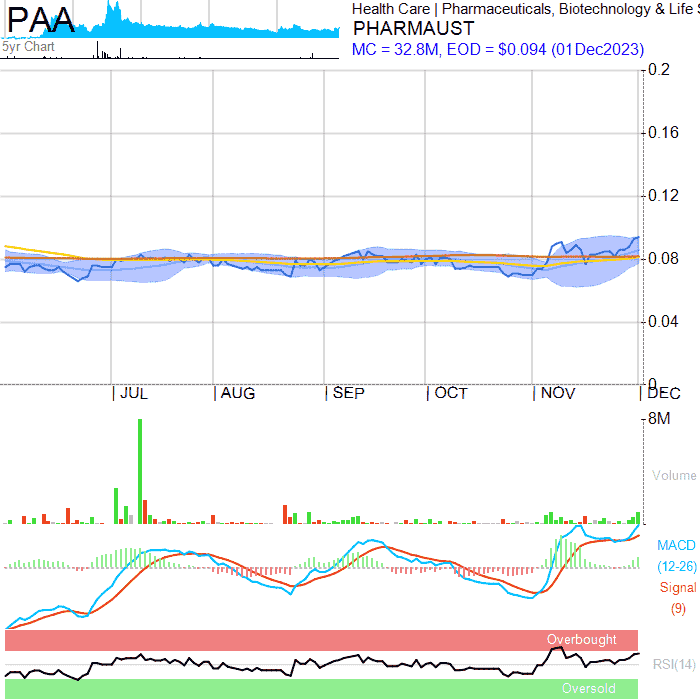 PAA
5yr Chart
Health Care | Pharmaceuticals, Biotechnology & Life
PHARMAUST
MC = 32.8M, EOD = $0.094 (01Dec2023)
0.2
0.16
0.12
0.08
0.04
0
JUL AUG SEP OCT NOV DEC
8M
Volume
MACD
(12-26)
Signal
(9)
Overbought
RSI(14)
Oversold